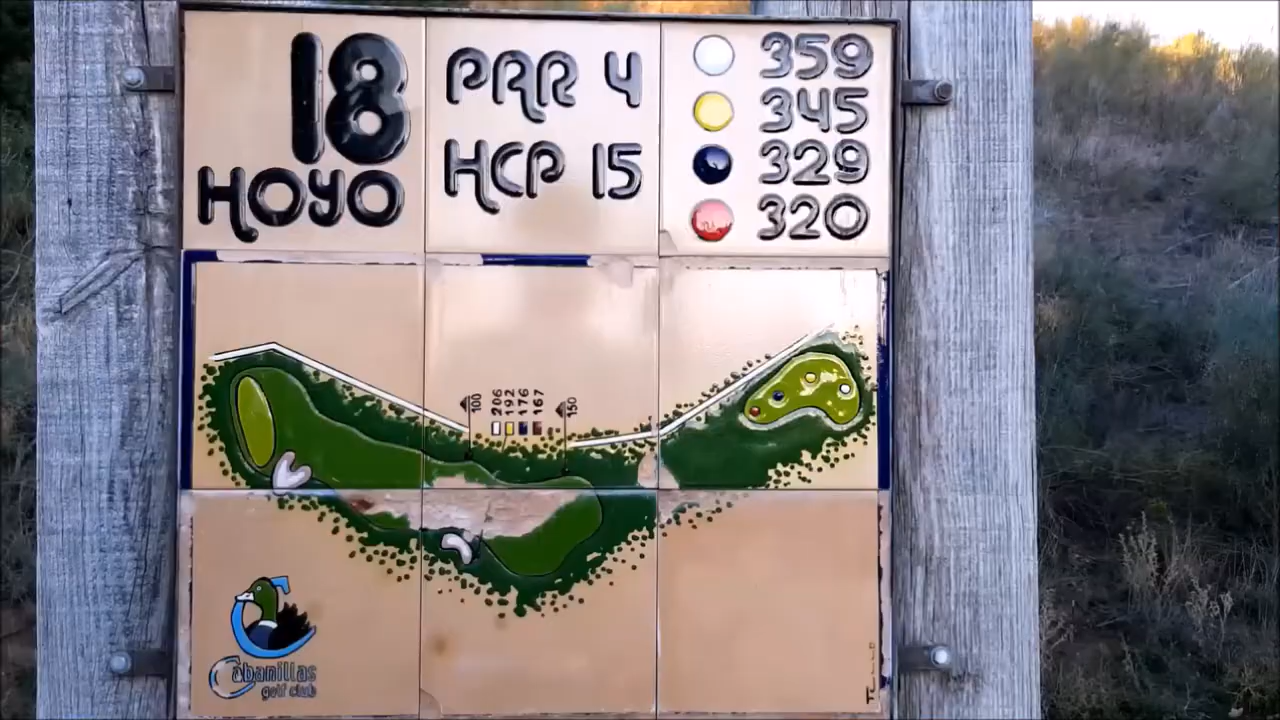 18
HOYO
PAR 4
HCP 15
359
345
329
320
100
206
192
176
167
150
Cabanillas
golf club